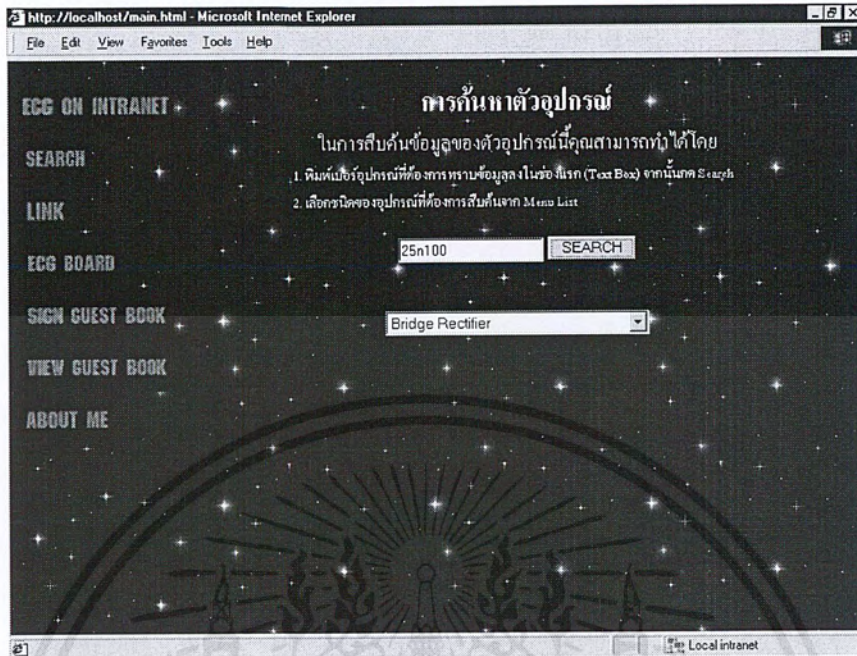 http://localhost/main.html - Microsoft Internet Explorer
File Edit View Favorites Tools Help
ECG ON INTRANET
SEARCH
LINK
ECG BOARD
SIGN GUEST BOOK
VIEW GUEST BOOK
ABOUT ME
การค้นหาตัวอุปกรณ์
ในการสืบค้นข้อมูลของตัวอุปกรณ์นี้คุณสามารถทำได้โดย
1. พิมพ์เบอร์อุปกรณ์ที่ต้องการทราบข้อมูลลงในช่องแรก (Text Box) จากนั้นกด Search
2. เลือกชนิดของอุปกรณ์ที่ต้องการสืบค้นจาก Menu List
25n100 SEARCH
Bridge Rectifier
Local intranet